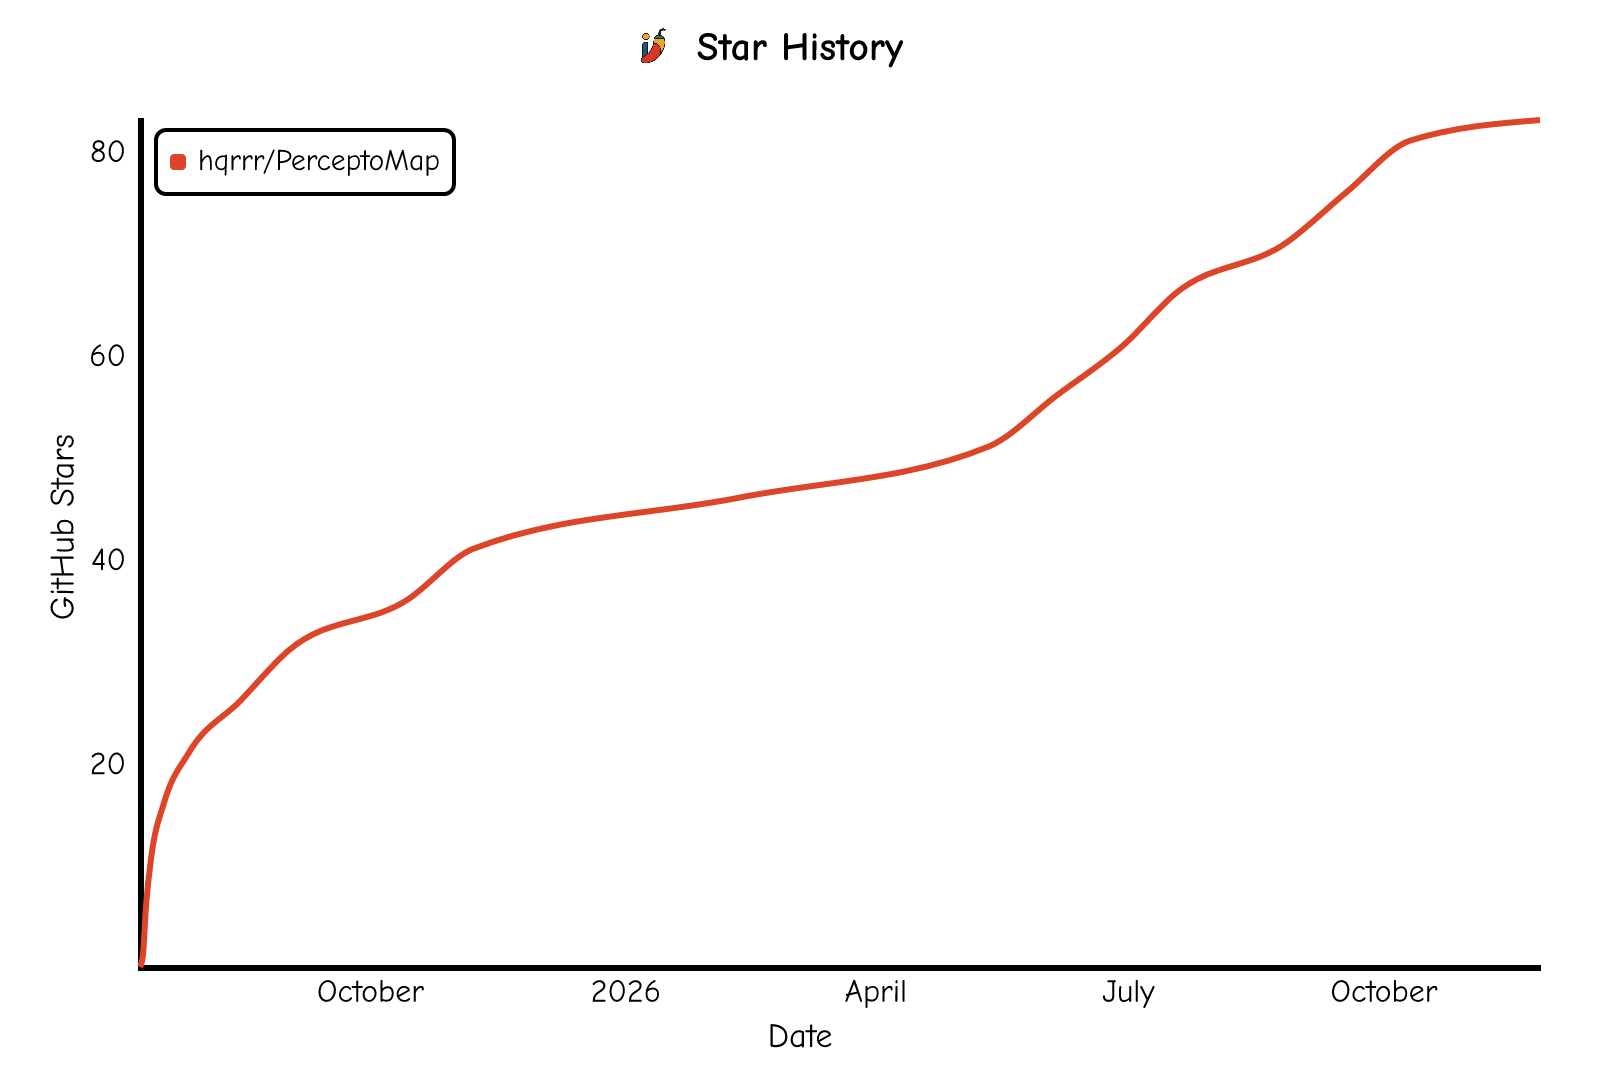 Star History
hqrrr/PerceptoMap
80
60
40
20
GitHub Stars
October
2026
April
July
October
Date